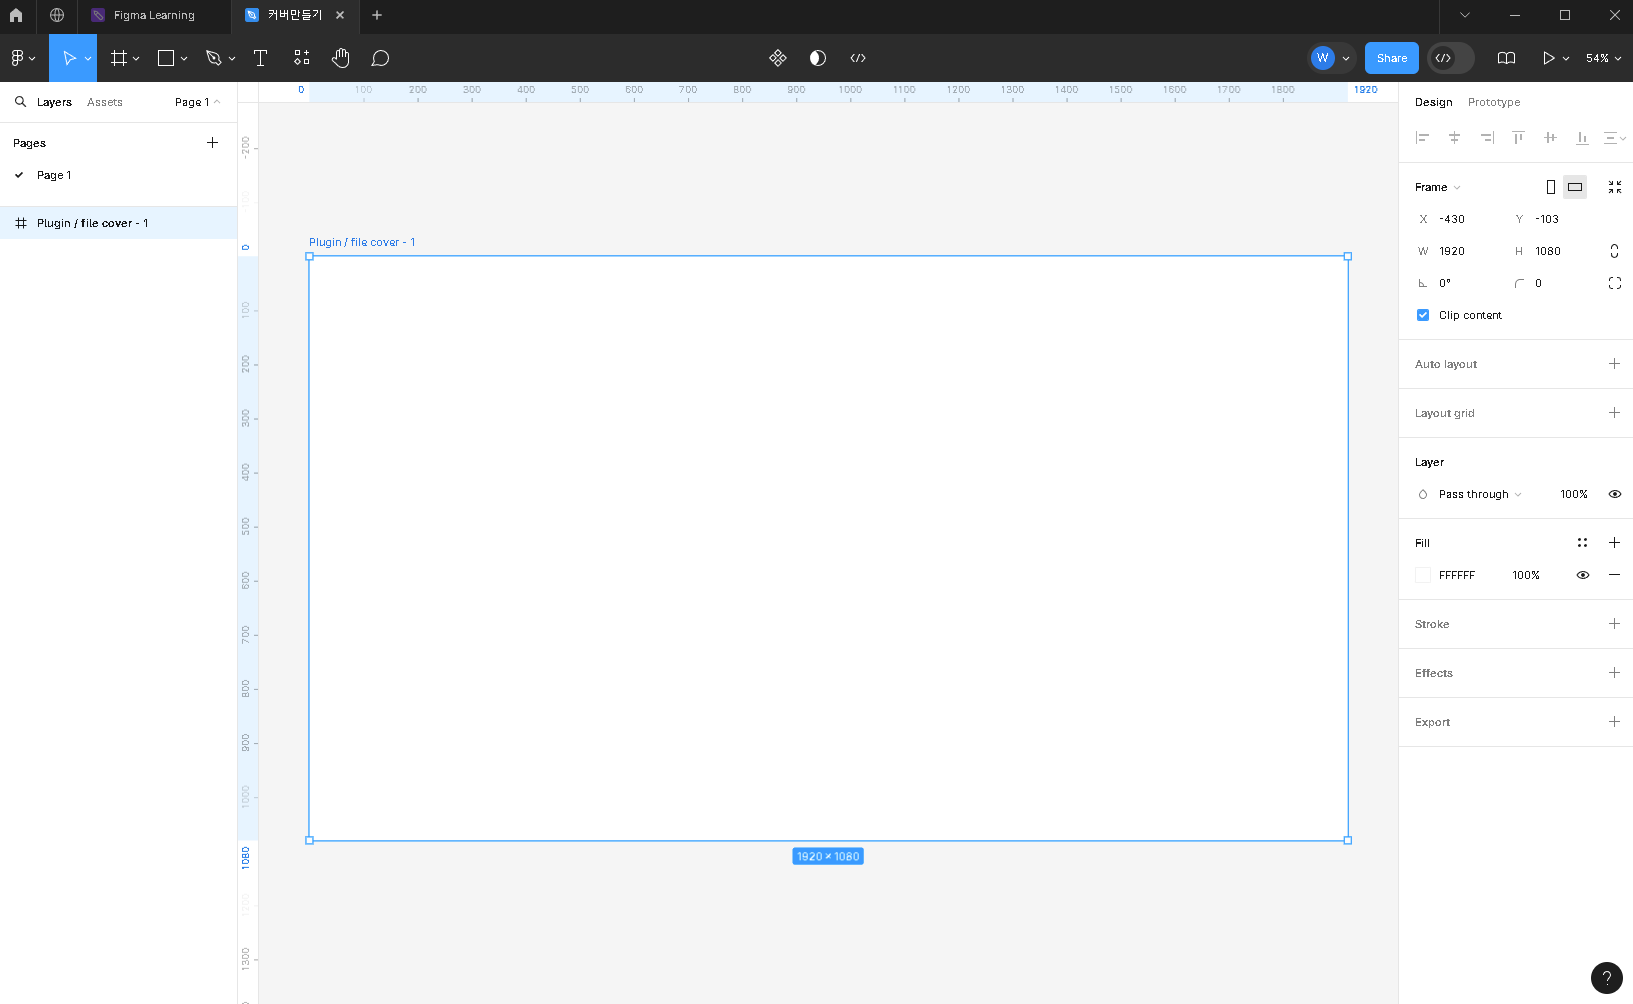 Figma Learning
커버만들기
W
Share
54%
Layers
Assets
Page 1
Pages
Page 1
Plugin / file cover - 1
0
100
200
300
400
500
600
700
800
900
1000
1100
1200
1300
1400
1500
1600
1700
1800
1920
-200
-100
0
100
200
300
400
500
600
700
800
900
1000
1080
1200
1300
Plugin / file cover - 1
1920 × 1080
Design
Prototype
Frame
X -430 Y -103
W 1920 H 1080
0° 0
Clip content
Auto layout
Layout grid
Layer
Pass through 100%
Fill
FFFFFF 100%
Stroke
Effects
Export
?